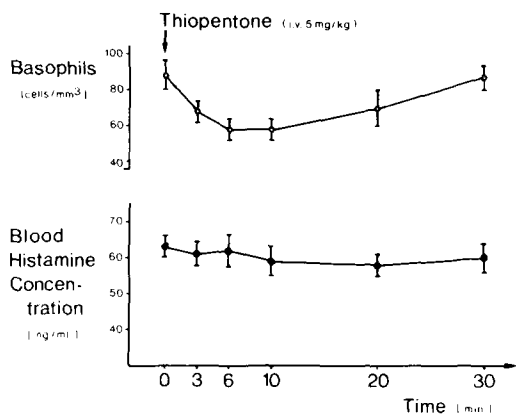 Thiopentone (i.v. 5 mg/kg)
Basophils
[cells/mm³]
100
80
60
40
Blood
Histamine
Concen-
tration
[ng/ml]
70
60
50
40
0 3 6 10 20 30
Time [min]